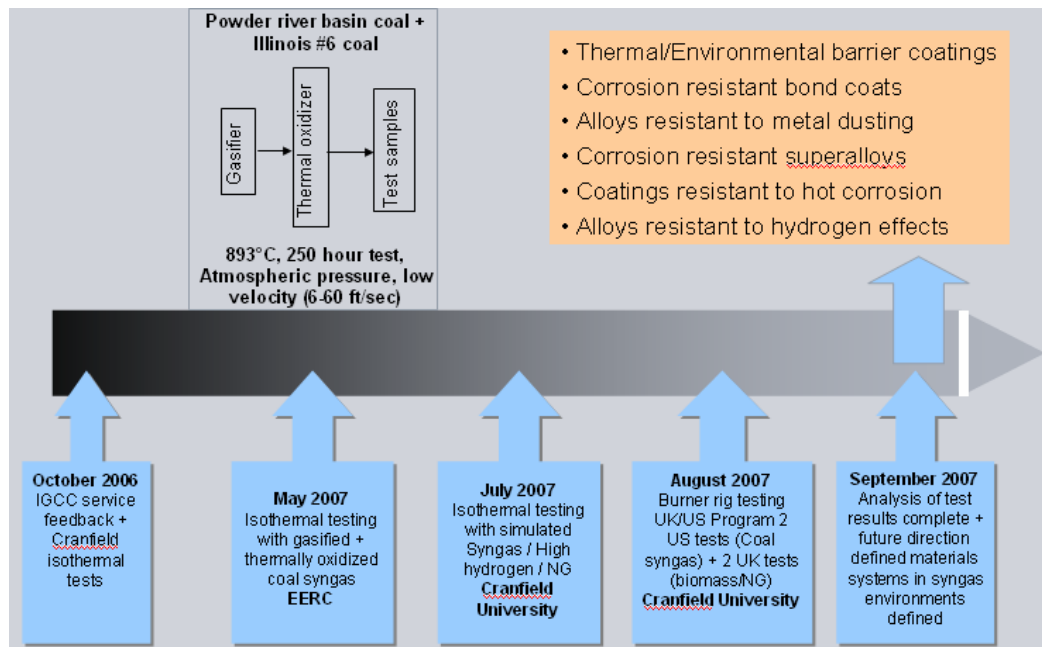 Powder river basin coal +
Illinois #6 coal
Gasifier
Thermal oxidizer
Test samples
893°C, 250 hour test,
Atmospheric pressure, low
velocity (6-60 ft/sec)
• Thermal/Environmental barrier coatings
• Corrosion resistant bond coats
• Alloys resistant to metal dusting
• Corrosion resistant superalloys
• Coatings resistant to hot corrosion
• Alloys resistant to hydrogen effects
October 2006
IGCC service
feedback +
Cranfield
isothermal
tests
May 2007
Isothermal testing
with gasified +
thermally oxidized
coal syngas
EERC
July 2007
Isothermal testing
with simulated
Syngas / High
hydrogen / NG
Cranfield
University
August 2007
Burner rig testing
UK/US Program 2
US tests (Coal
syngas) + 2 UK tests
(biomass/NG)
Cranfield University
September 2007
Analysis of test
results complete +
future direction
defined materials
systems in syngas
environments
defined